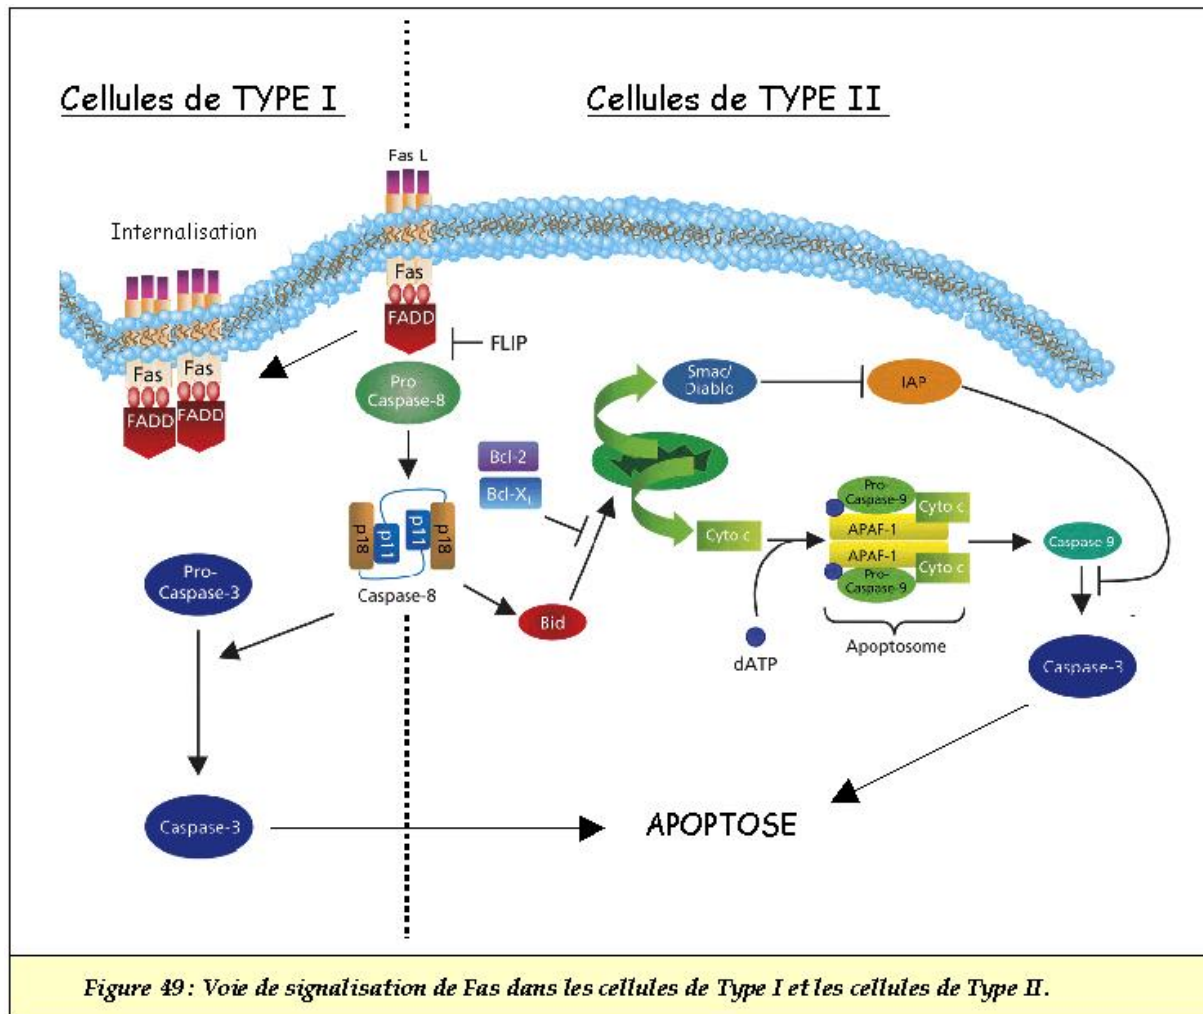 Cellules de TYPE I
Cellules de TYPE II
Fas L
Internalisation
Fas
FADD
FLIP
Fas
Fas
FADD
FADD
Pro
Caspase-8
Smac/
Diablo
IAP
Bcl-2
Bcl-XL
p18
p11
p11
p18
Caspase-8
Pro-
Caspase-3
Bid
Cyto c
Pro-
Caspase-9
Cyto c
APAF-1
APAF-1
Cyto c
Pro-
Caspase-9
Apoptosome
dATP
Caspase-9
Caspase-3
Caspase-3
APOPTOSE
Figure 49 : Voie de signalisation de Fas dans les cellules de Type I et les cellules de Type II.